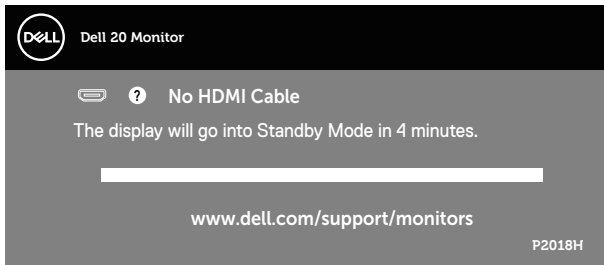 DELL
Dell 20 Monitor
? No HDMI Cable
The display will go into Standby Mode in 4 minutes.
www.dell.com/support/monitors
P2018H